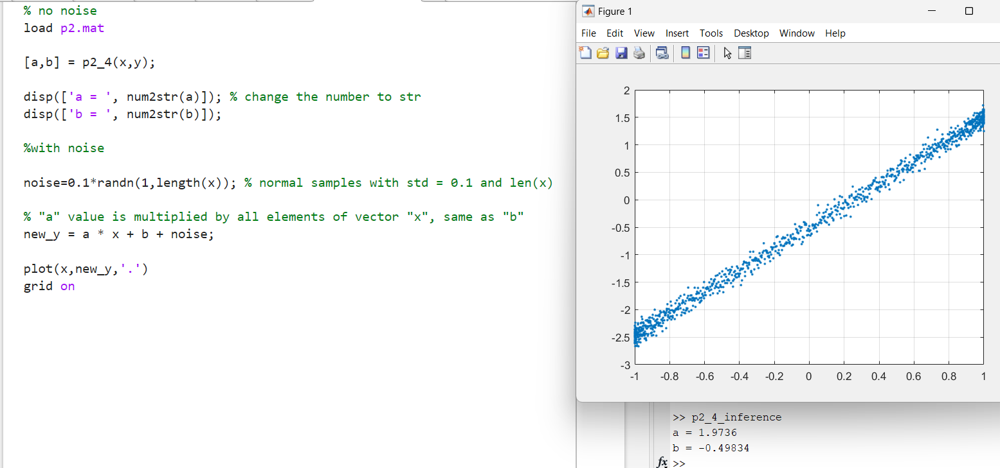 % no noise
load p2.mat
[a,b] = p2_4(x,y);
disp(['a = ', num2str(a)]); % change the number to str
disp(['b = ', num2str(b)]);
%with noise
noise=0.1*randn(1,length(x)); % normal samples with std = 0.1 and len(x)
% "a" value is multiplied by all elements of vector "x", same as "b"
new_y = a * x + b + noise;
plot(x,new_y,'.')
grid on
Figure 1
File Edit View Insert Tools Desktop Window Help
2
1.5
1
0.5
0
-0.5
-1
-1.5
-2
-2.5
-3
-1 -0.8 -0.6 -0.4 -0.2 0 0.2 0.4 0.6 0.8 1
>> p2_4_inference
a = 1.9736
b = -0.49834
fx >>